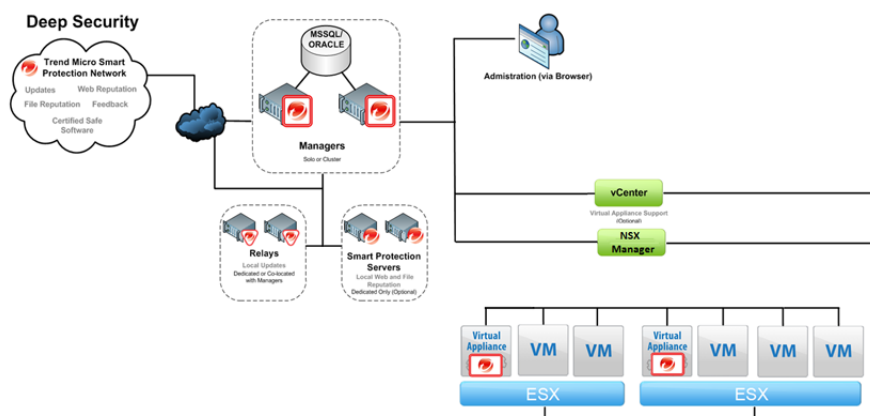 Deep Security
Trend Micro Smart
Protection Network
Updates
Web Reputation
File Reputation
Feedback
Certified Safe
Software
MSSQL/
ORACLE
Managers
Solo or Cluster
Admistration (via Browser)
vCenter
Virtual Appliance Support
(Optional)
NSX
Manager
Relays
Local Updates
Dedicated or Co-located
with Managers
Smart Protection
Servers
Local Web and File
Reputation
Dedicated Only (Optional)
Virtual
Appliance
VM
VM
Virtual
Appliance
VM
VM
VM
ESX
ESX